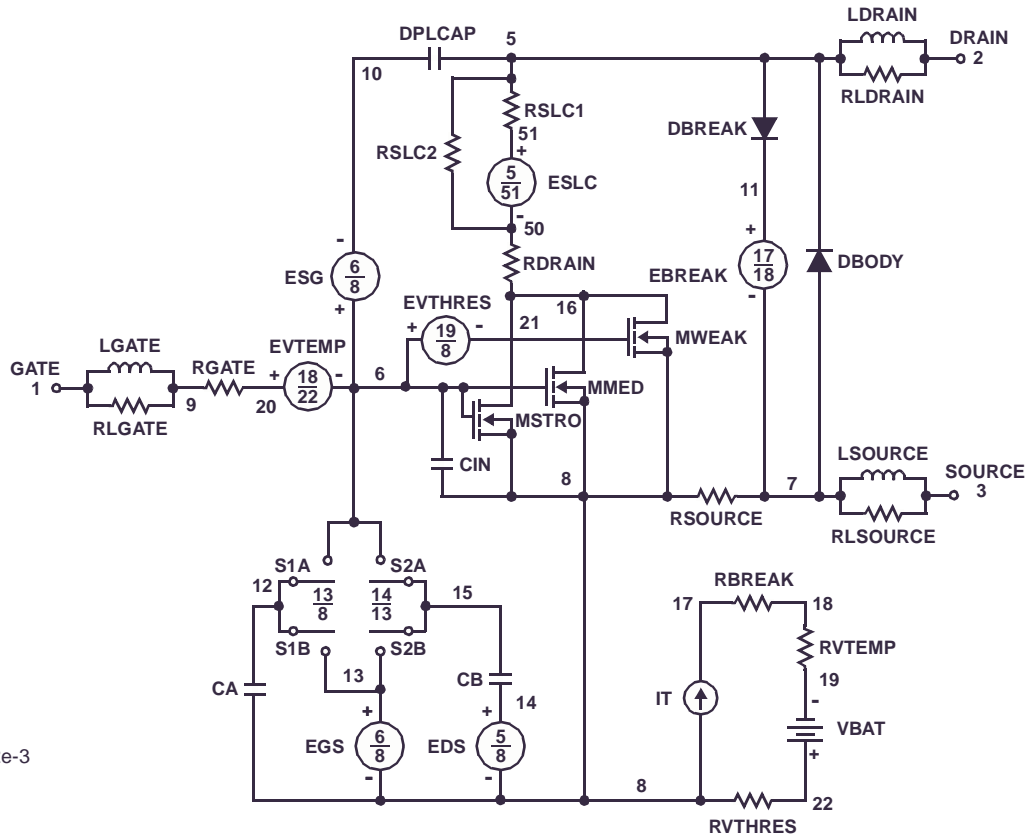 LDRAIN
DPLCAP
5
DRAIN
2
10
RLDRAIN
RSLC1
51
DBREAK
RSLC2
+
5
51
ESLC
11
-
50
-
+
17
18
EBREAK
DBODY
ESG
6
8
RDRAIN
-
+
EVTHRES
16
+
19
8
-
21
MWEAK
LGATE
EVTEMP
GATE
1
RGATE
+
18
22
-
6
MMED
9
20
MSTRO
RLGATE
LSOURCE
CIN
8
7
SOURCE
3
RSOURCE
RLSOURCE
S1A
S2A
12
13
8
14
13
15
RBREAK
17
18
S1B
S2B
RVTEMP
13
CB
19
CA
14
IT
-
+
+
VBAT
EGS
6
8
EDS
5
8
+
te-3
-
-
8
22
RVTHRES